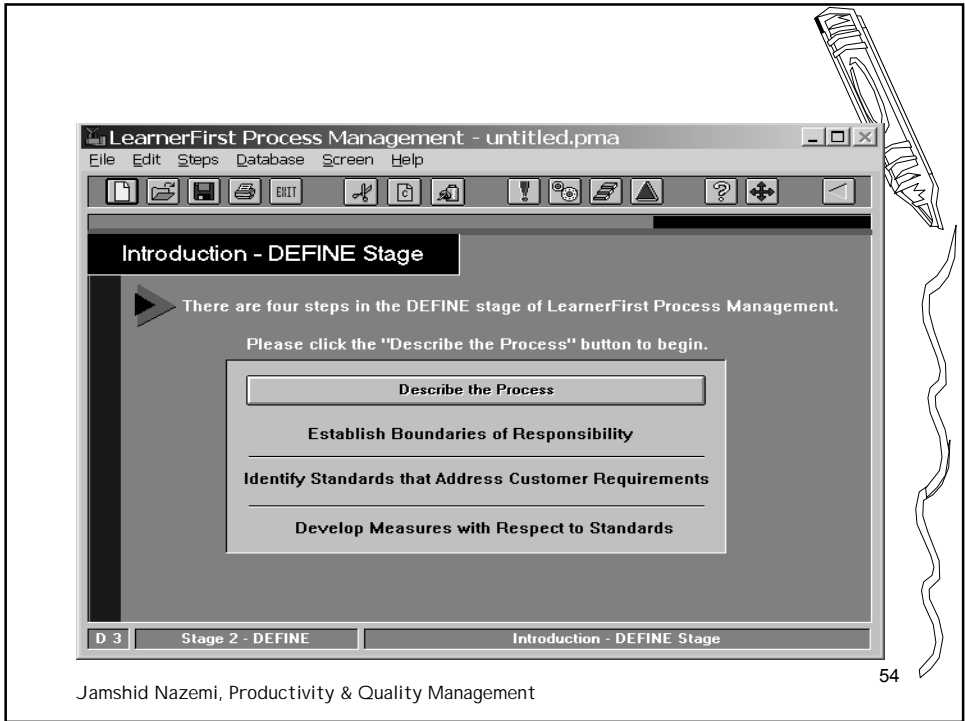 LearnerFirst Process Management - untitled.pma
File Edit Steps Database Screen Help
EXIT
Introduction - DEFINE Stage
There are four steps in the DEFINE stage of LearnerFirst Process Management.
Please click the "Describe the Process" button to begin.
Describe the Process
Establish Boundaries of Responsibility
Identify Standards that Address Customer Requirements
Develop Measures with Respect to Standards
D 3 Stage 2 - DEFINE Introduction - DEFINE Stage
54
Jamshid Nazemi, Productivity & Quality Management